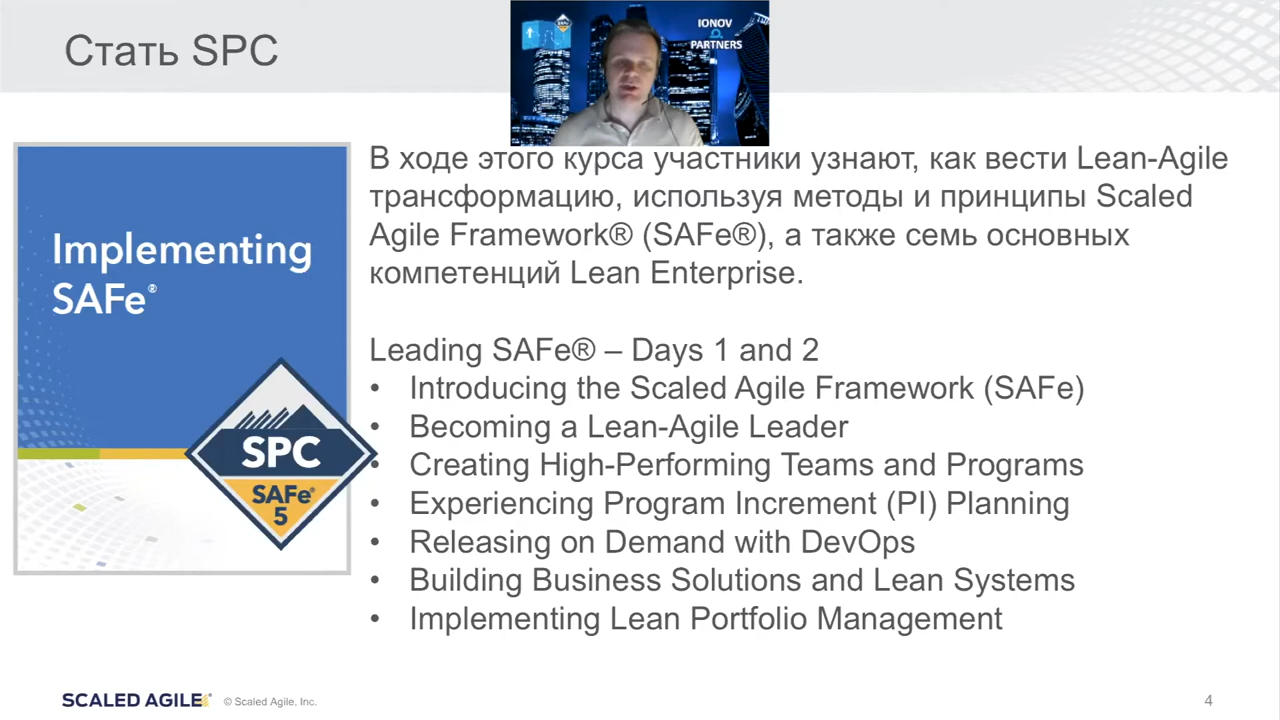 Стать SPC
IONOV
PARTNERS
Implementing
SAFe®
SPC
SAFe®
5
В ходе этого курса участники узнают, как вести Lean-Agile
трансформацию, используя методы и принципы Scaled
Agile Framework® (SAFe®), а также семь основных
компетенций Lean Enterprise.
Leading SAFe® – Days 1 and 2
• Introducing the Scaled Agile Framework (SAFe)
• Becoming a Lean-Agile Leader
• Creating High-Performing Teams and Programs
• Experiencing Program Increment (PI) Planning
• Releasing on Demand with DevOps
• Building Business Solutions and Lean Systems
• Implementing Lean Portfolio Management
SCALED AGILE® © Scaled Agile, Inc.
4